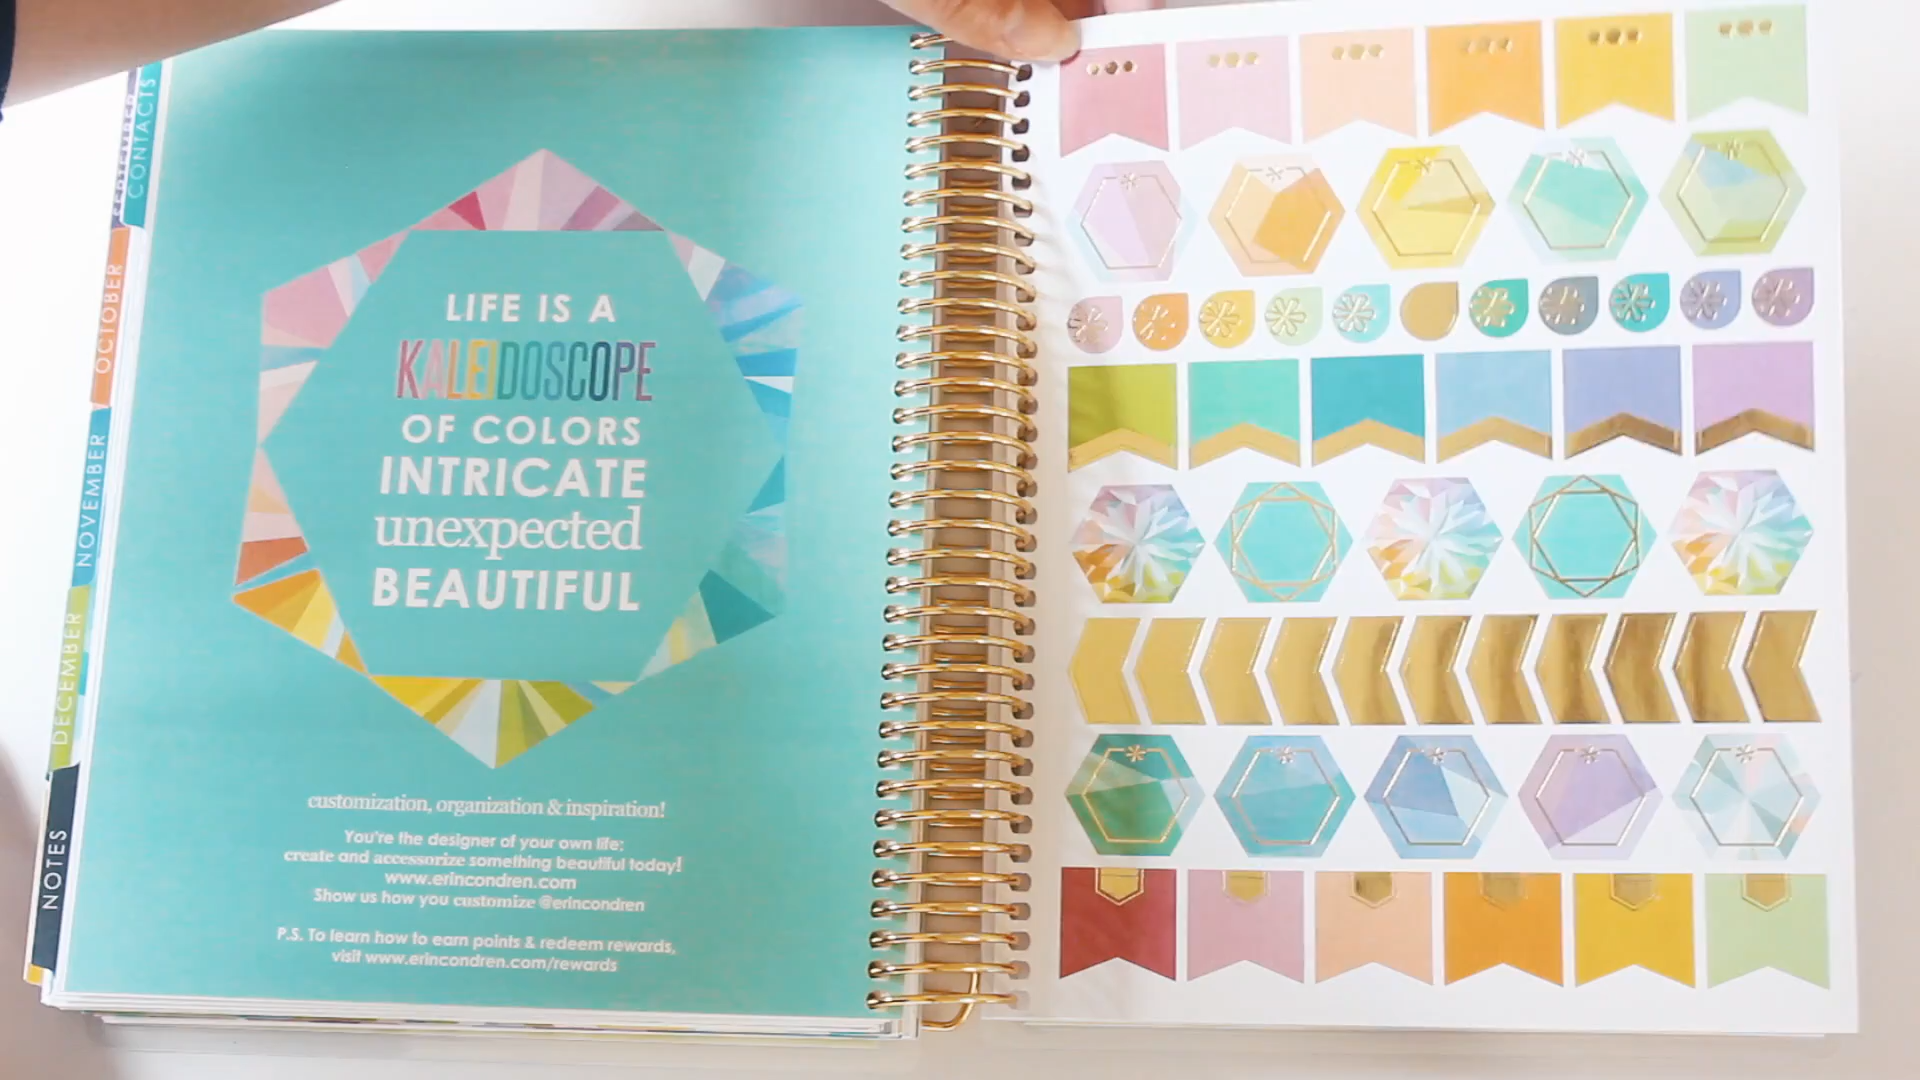 SEPTEMBER
CONTACTS
OCTOBER
NOVEMBER
DECEMBER
NOTES
LIFE IS A
KALEIDOSCOPE
OF COLORS
INTRICATE
unexpected
BEAUTIFUL
customization, organization & inspiration!
You're the designer of your own life:
create and accessorize something beautiful today!
www.erincondren.com
Show us how you customize @erincondren
P.S. To learn how to earn points & redeem rewards,
visit www.erincondren.com/rewards